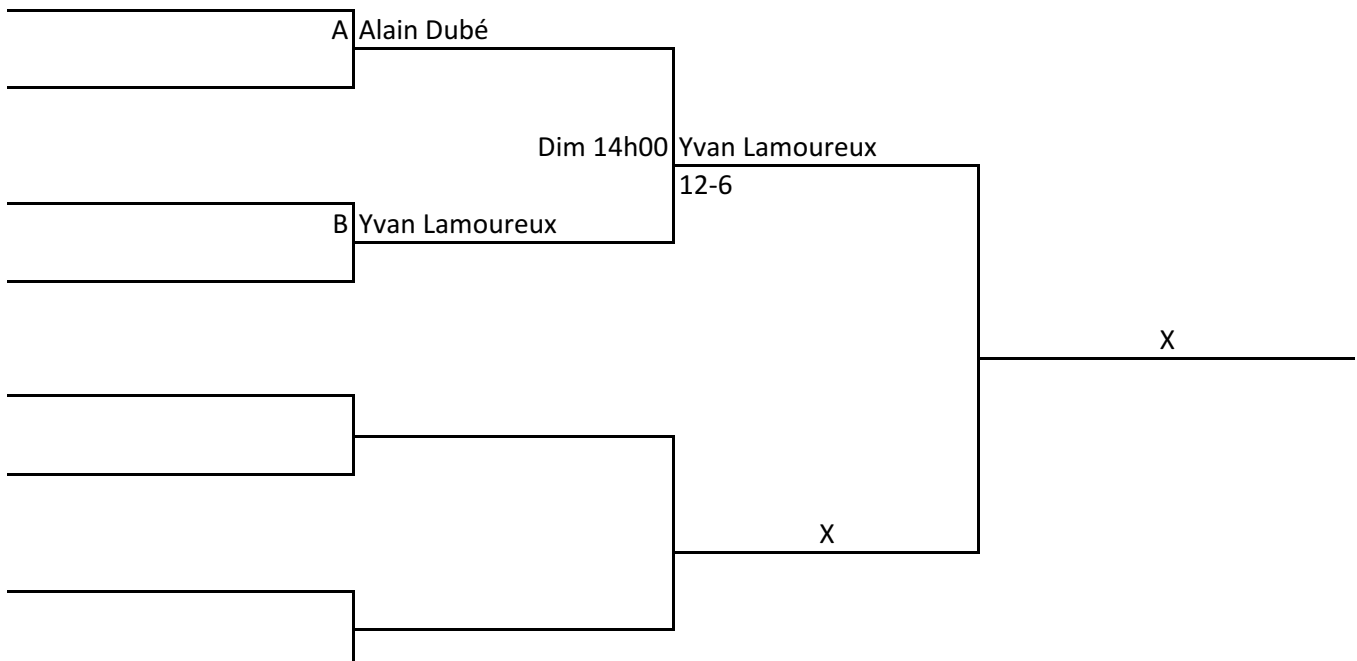 A Alain Dubé
Dim 14h00 Yvan Lamoureux
12-6
B Yvan Lamoureux
X
X